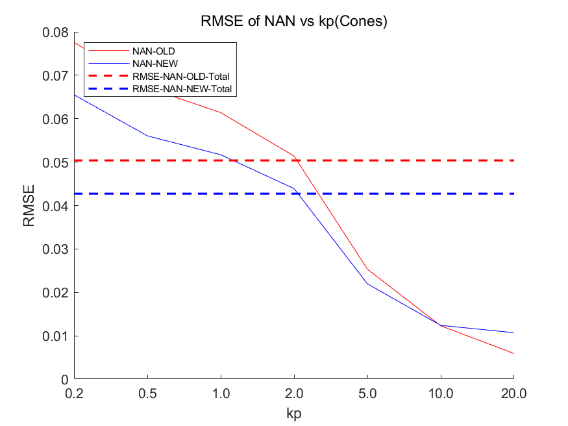 RMSE of NAN vs kp(Cones)
0.08
NAN-OLD
NAN-NEW
RMSE-NAN-OLD-Total
RMSE-NAN-NEW-Total
0.07
0.06
0.05
0.04
0.03
0.02
0.01
0
RMSE
0.2 0.5 1.0 2.0 5.0 10.0 20.0
kp